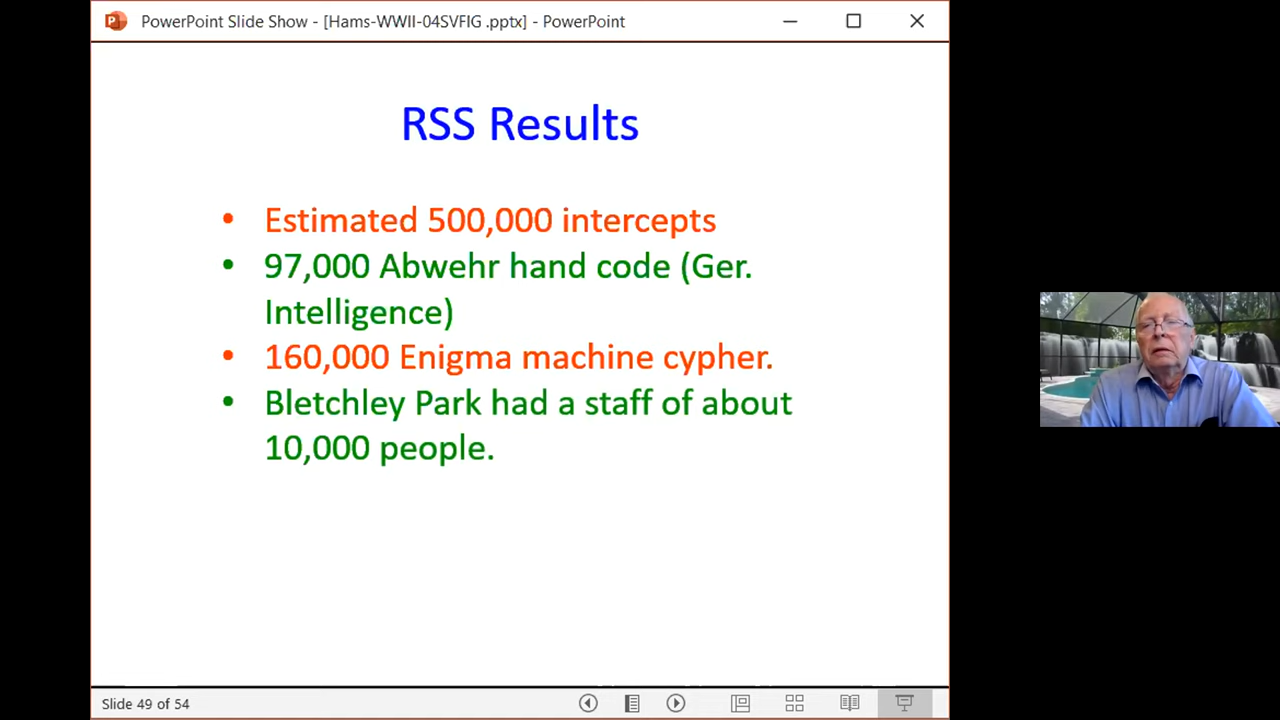 PowerPoint Slide Show - [Hams-WWII-04SVFIG .pptx] - PowerPoint
RSS Results
• Estimated 500,000 intercepts
• 97,000 Abwehr hand code (Ger.
Intelligence)
• 160,000 Enigma machine cypher.
• Bletchley Park had a staff of about
10,000 people.
Slide 49 of 54